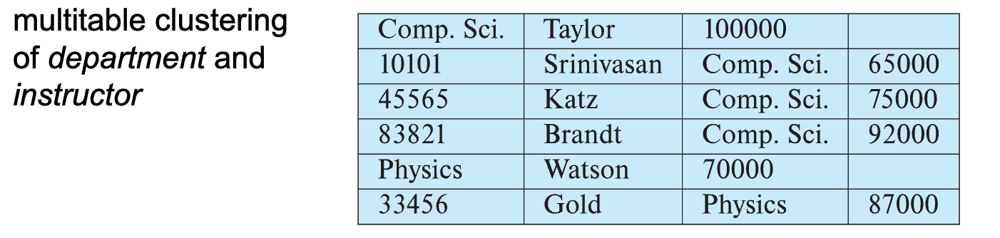 multitable clustering
of department and
instructor
Comp. Sci. Taylor 100000
10101 Srinivasan Comp. Sci. 65000
45565 Katz Comp. Sci. 75000
83821 Brandt Comp. Sci. 92000
Physics Watson 70000
33456 Gold Physics 87000